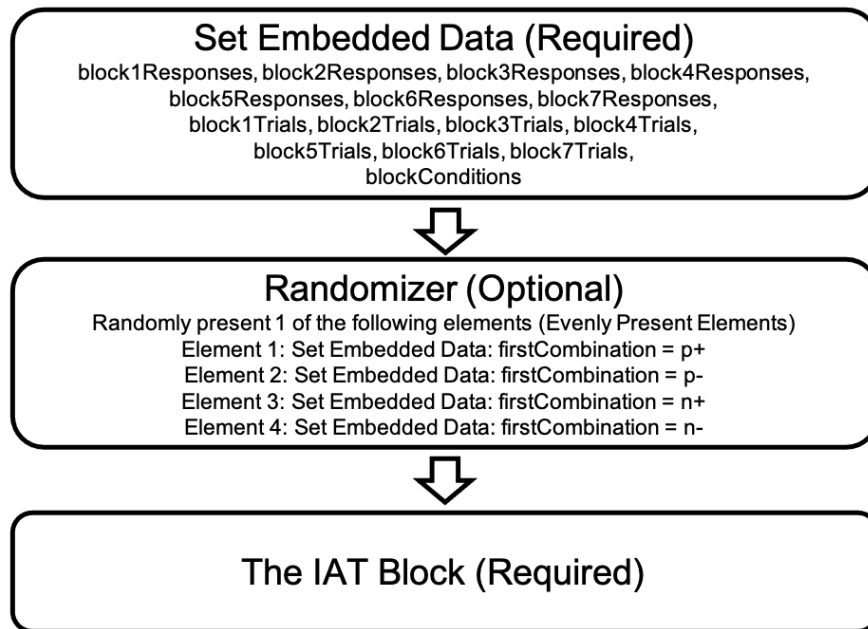 Set Embedded Data (Required)
block1Responses, block2Responses, block3Responses, block4Responses,
block5Responses, block6Responses, block7Responses,
block1Trials, block2Trials, block3Trials, block4Trials,
block5Trials, block6Trials, block7Trials,
blockConditions
Randomizer (Optional)
Randomly present 1 of the following elements (Evenly Present Elements)
Element 1: Set Embedded Data: firstCombination = p+
Element 2: Set Embedded Data: firstCombination = p-
Element 3: Set Embedded Data: firstCombination = n+
Element 4: Set Embedded Data: firstCombination = n-
The IAT Block (Required)